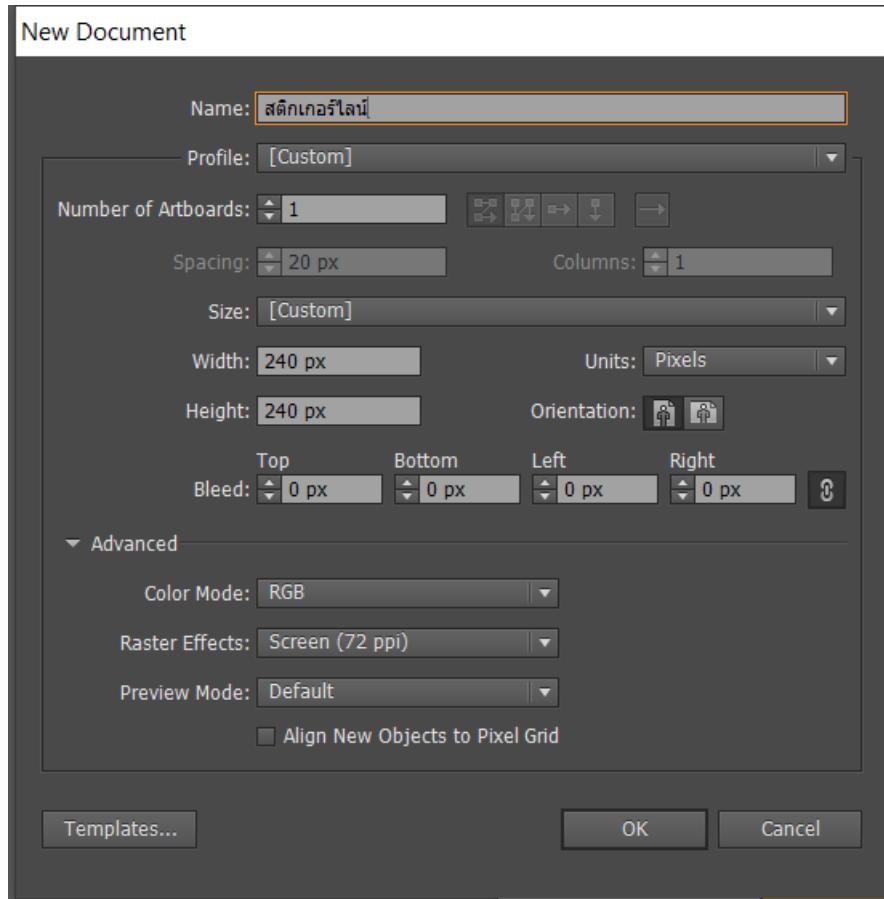 New Document
Name: สติกเกอร์ไลน์
Profile: [Custom]
Number of Artboards: 1
Spacing: 20 px Columns: 1
Size: [Custom]
Width: 240 px Units: Pixels
Height: 240 px Orientation:
Top Bottom Left Right
Bleed: 0 px 0 px 0 px 0 px
Advanced
Color Mode: RGB
Raster Effects: Screen (72 ppi)
Preview Mode: Default
Align New Objects to Pixel Grid
Templates... OK Cancel